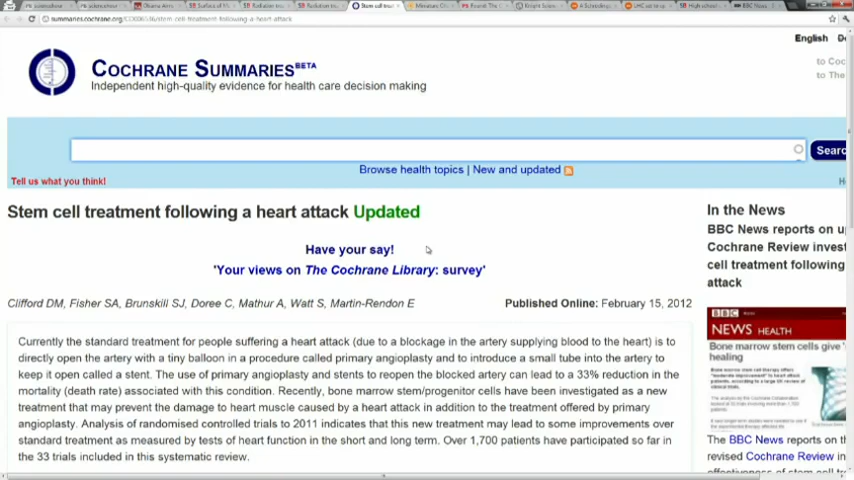 summaries.cochrane.org/CD006536/stem-cell-treatment-following-a-heart-attack
English
COCHRANE SUMMARIES BETA
Independent high-quality evidence for health care decision making
to Coc
to The
Searc
Browse health topics | New and updated
Tell us what you think!
Stem cell treatment following a heart attack Updated
Have your say!
'Your views on The Cochrane Library: survey'
Clifford DM, Fisher SA, Brunskill SJ, Doree C, Mathur A, Watt S, Martin-Rendon E
Published Online: February 15, 2012
Currently the standard treatment for people suffering a heart attack (due to a blockage in the artery supplying blood to the heart) is to
directly open the artery with a tiny balloon in a procedure called primary angioplasty and to introduce a small tube into the artery to
keep it open called a stent. The use of primary angioplasty and stents to reopen the blocked artery can lead to a 33% reduction in the
mortality (death rate) associated with this condition. Recently, bone marrow stem/progenitor cells have been investigated as a new
treatment that may prevent the damage to heart muscle caused by a heart attack in addition to the treatment offered by primary
angioplasty. Analysis of randomised controlled trials to 2011 indicates that this new treatment may lead to some improvements over
standard treatment as measured by tests of heart function in the short and long term. Over 1,700 patients have participated so far in
the 33 trials included in this systematic review.
In the News
BBC News reports on u
Cochrane Review invest
cell treatment following
attack
BBC
NEWS HEALTH
Bone marrow stem cells give
healing
The BBC News reports on th
revised Cochrane Review in
effectiveness of stem cell tr